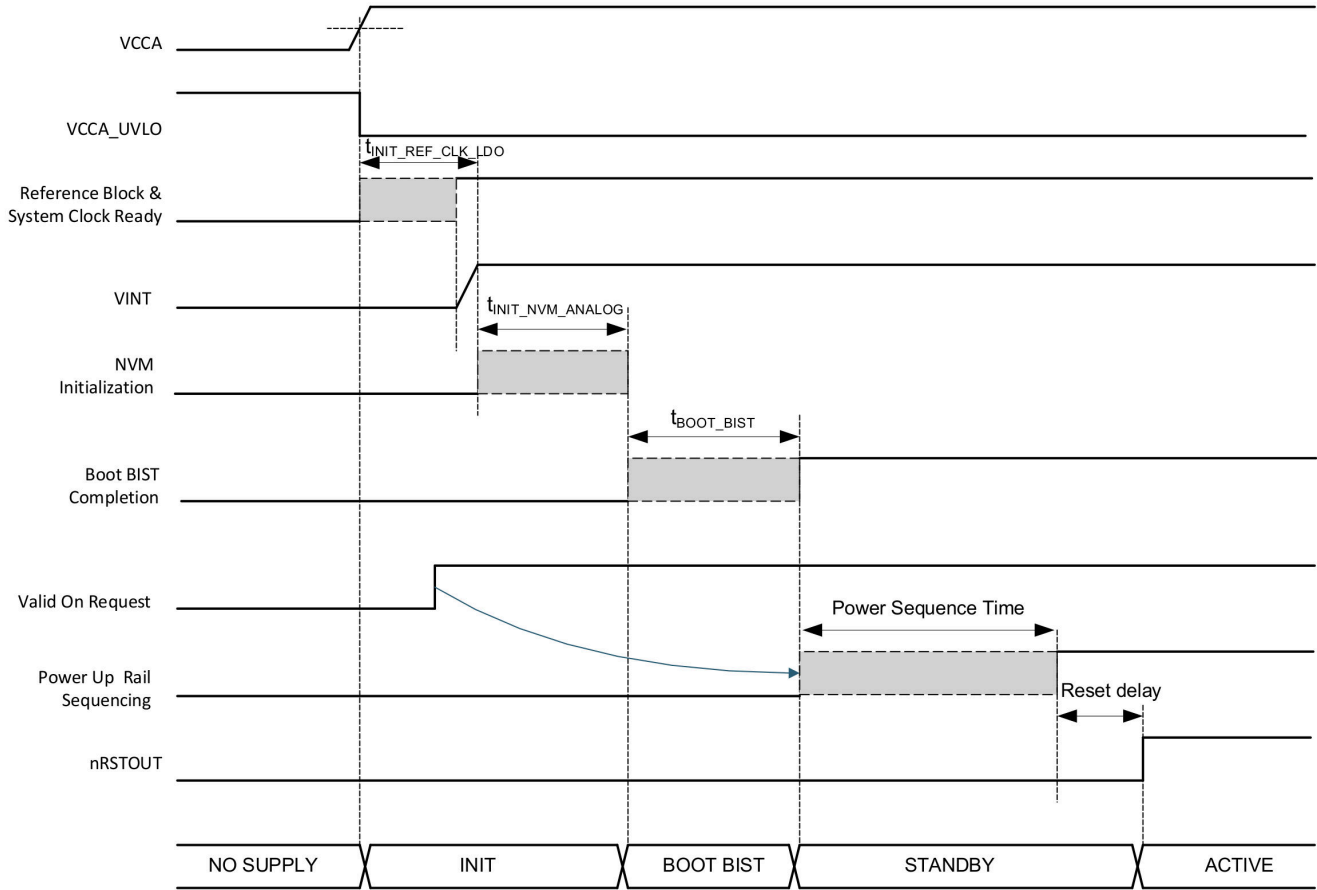 VCCA
VCCA_UVLO
tINIT_REF_CLK_LDO
Reference Block &
System Clock Ready
VINT
tINIT_NVM_ANALOG
NVM
Initialization
tBOOT_BIST
Boot BIST
Completion
Valid On Request
Power Sequence Time
Power Up Rail
Sequencing
Reset delay
nRSTOUT
NO SUPPLY INIT BOOT BIST STANDBY ACTIVE